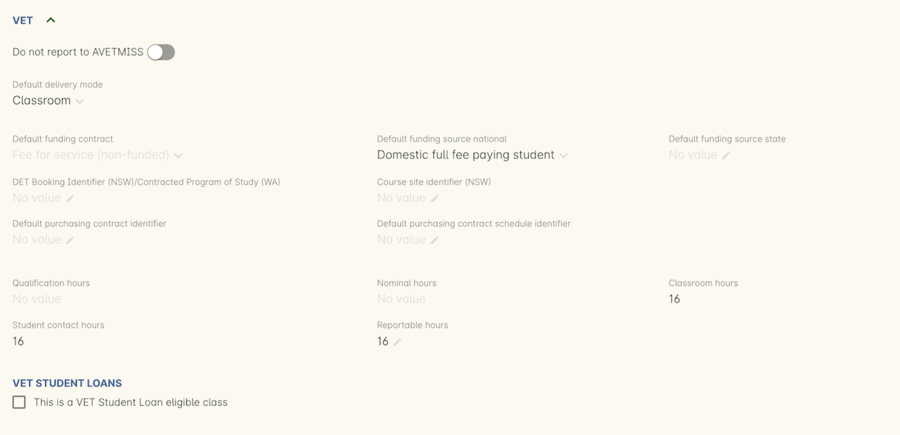 VET
Do not report to AVETMISS
Default delivery mode
Classroom
Default funding contract
Default funding source national
Default funding source state
Fee for service (non-funded)
Domestic full fee paying student
No value
DET Booking Identifier (NSW)/Contracted Program of Study (WA)
Course site identifier (NSW)
No value
No value
Default purchasing contract identifier
Default purchasing contract schedule identifier
No value
No value
Qualification hours
Nominal hours
Classroom hours
No value
No value
16
Student contact hours
Reportable hours
16
16
VET STUDENT LOANS
This is a VET Student Loan eligible class